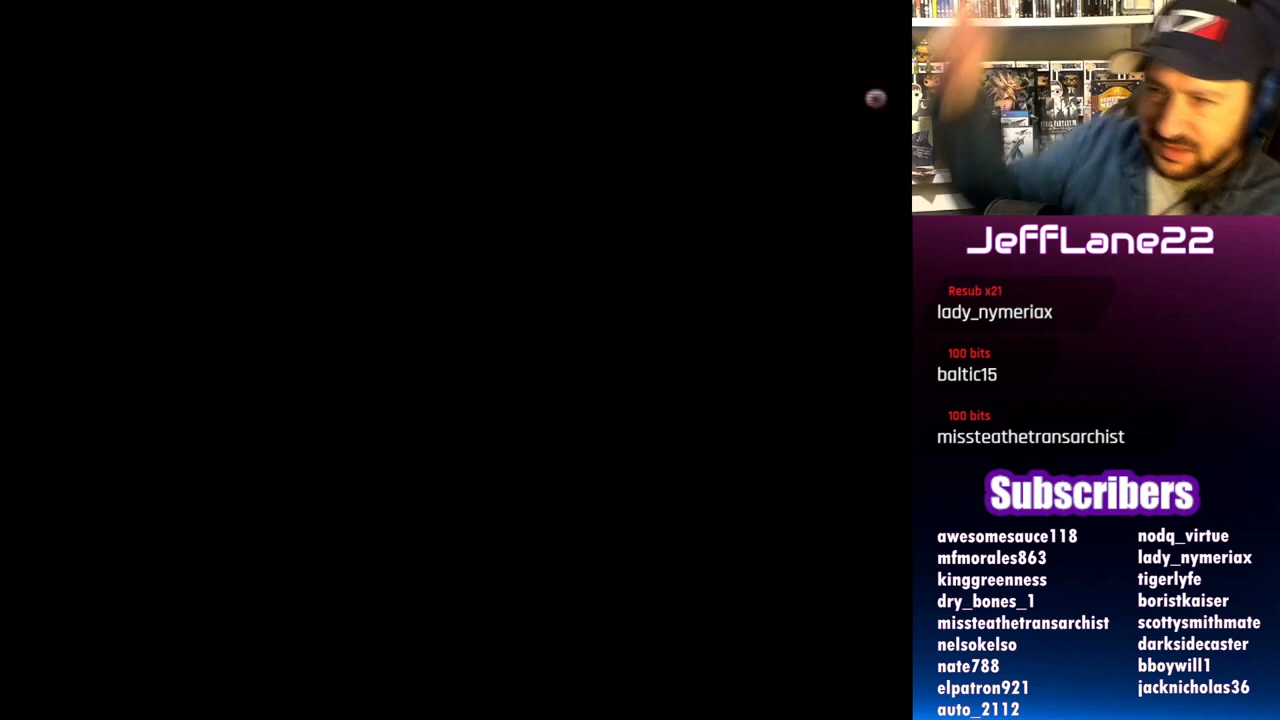 JeffLane22
Resub x21
lady_nymeriax
100 bits
baltic15
100 bits
missteathetransarchist
Subscribers
awesomesauce118
mfmorales863
kinggreenness
dry_bones_1
missteathetransarchist
nelsokelso
nate788
elpatron921
auto_2112
nodq_virtue
lady_nymeriax
tigerlyfe
boristkaiser
scottysmithmate
darksidecaster
bboywill1
jacknicholas36